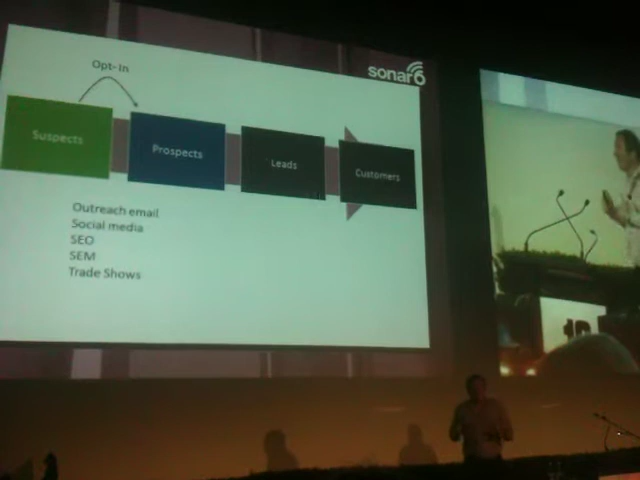 Opt-In
sonar6
Suspects
Prospects
Leads
Customers
Outreach email
Social media
SEO
SEM
Trade Shows